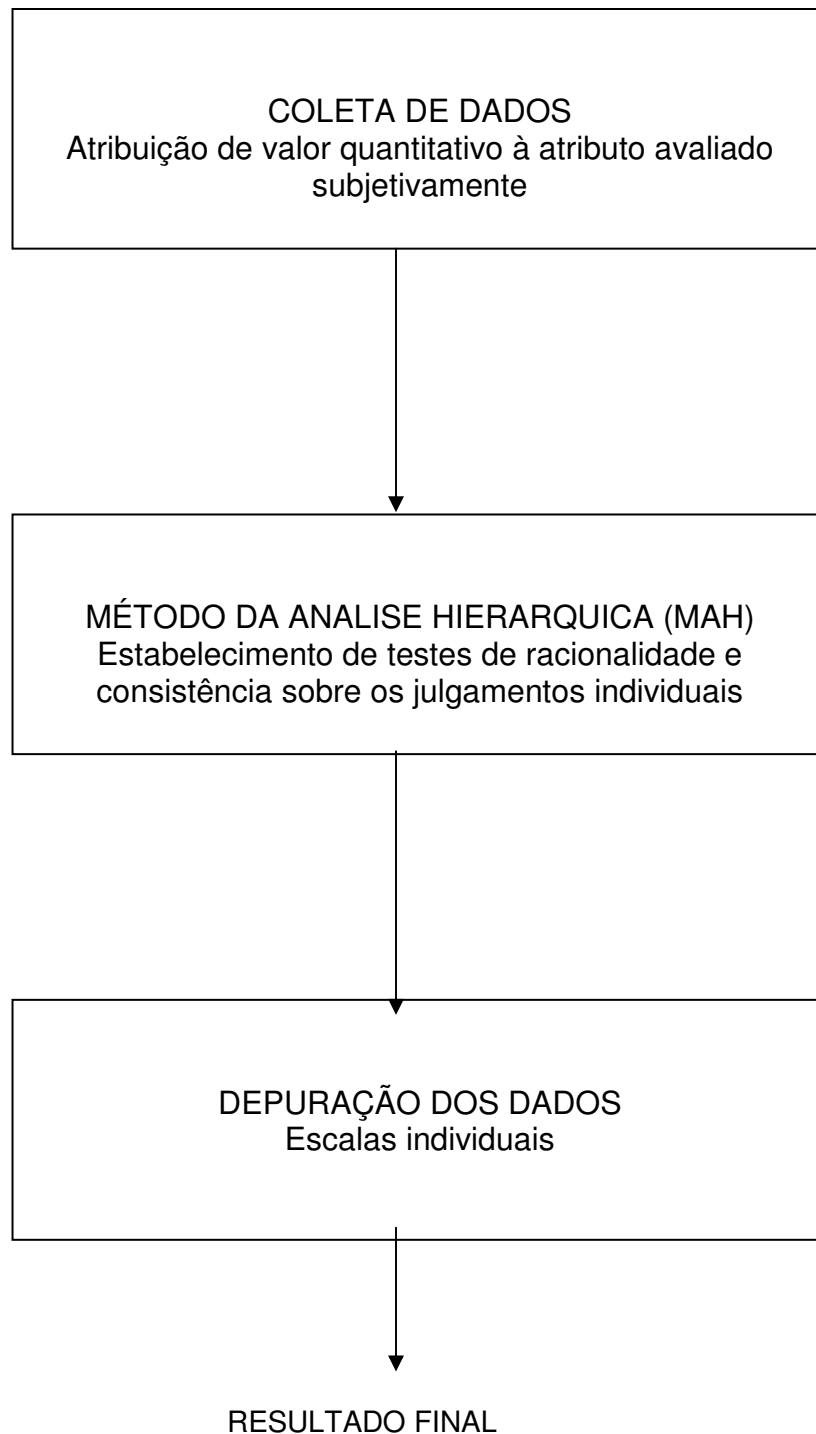 COLETA DE DADOS
Atribuição de valor quantitativo à atributo avaliado
subjetivamente
MÉTODO DA ANALISE HIERARQUICA (MAH)
Estabelecimento de testes de racionalidade e
consistência sobre os julgamentos individuais
DEPURAÇÃO DOS DADOS
Escalas individuais
RESULTADO FINAL